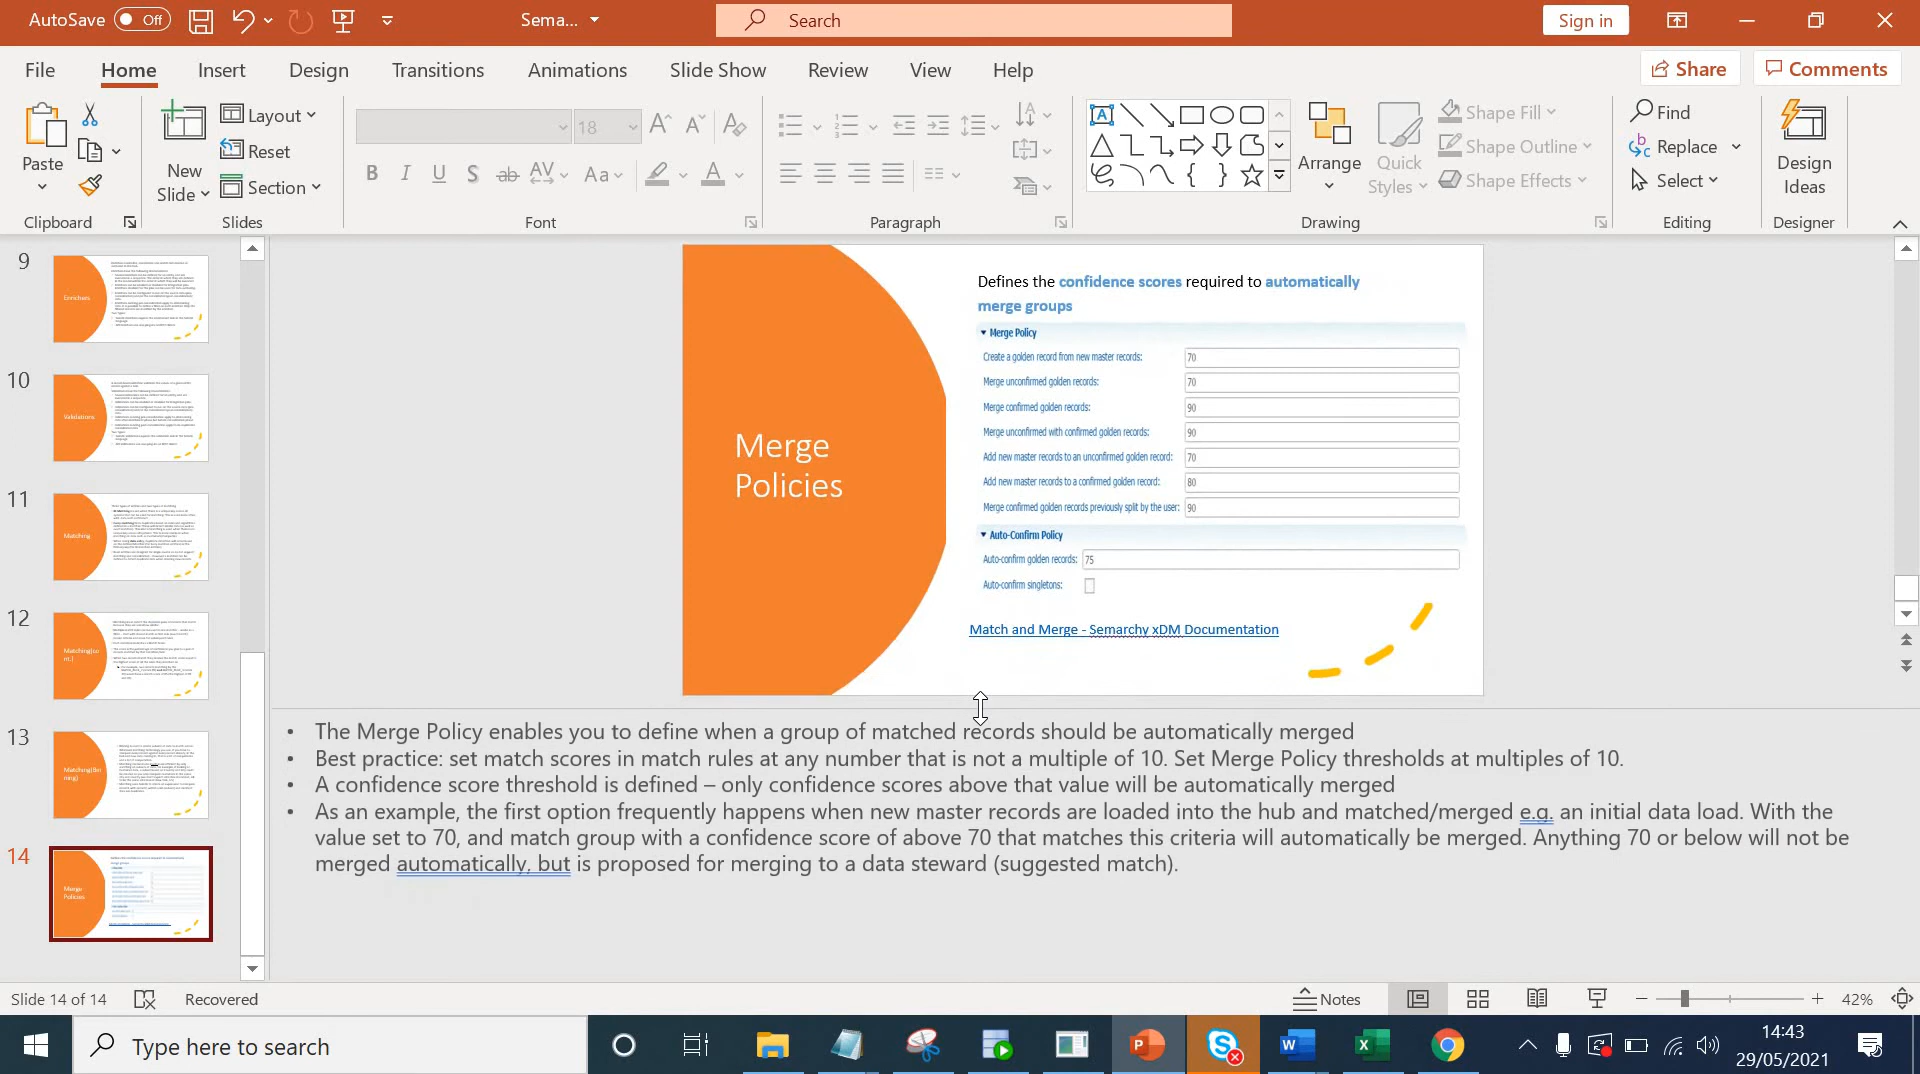 AutoSave Off Sema... Search Sign in
File Home Insert Design Transitions Animations Slide Show Review View Help Share Comments
Paste
New
Slide
Layout
Reset
Section
18
B I U S ab AV Aa A
Arrange
Quick
Styles
Shape Fill
Shape Outline
Shape Effects
Find
Replace
Select
Design
Ideas
Clipboard Slides Font Paragraph Drawing Editing Designer
9
Enrichers
10
Validations
11
Matching
12
13
14
Merge
Policies
Merge
Policies
Defines the confidence scores required to automatically
merge groups
Merge Policy
Create a golden record from new master records: 70
Merge unconfirmed golden records: 70
Merge confirmed golden records: 90
Merge unconfirmed with confirmed golden records: 90
Add new master records to an unconfirmed golden record: 70
Add new master records to a confirmed golden record: 80
Merge confirmed golden records previously split by the user: 90
Auto-Confirm Policy
Auto-confirm golden records: 75
Auto-confirm singletons:
Match and Merge - Semarchy xDM Documentation
• The Merge Policy enables you to define when a group of matched records should be automatically merged
• Best practice: set match scores in match rules at any number that is not a multiple of 10. Set Merge Policy thresholds at multiples of 10.
• A confidence score threshold is defined – only confidence scores above that value will be automatically merged
• As an example, the first option frequently happens when new master records are loaded into the hub and matched/merged e.g. an initial data load. With the
value set to 70, and match group with a confidence score of above 70 that matches this criteria will automatically be merged. Anything 70 or below will not be
merged automatically, but is proposed for merging to a data steward (suggested match).
Slide 14 of 14 Recovered Notes 42%
Type here to search
14:43
29/05/2021